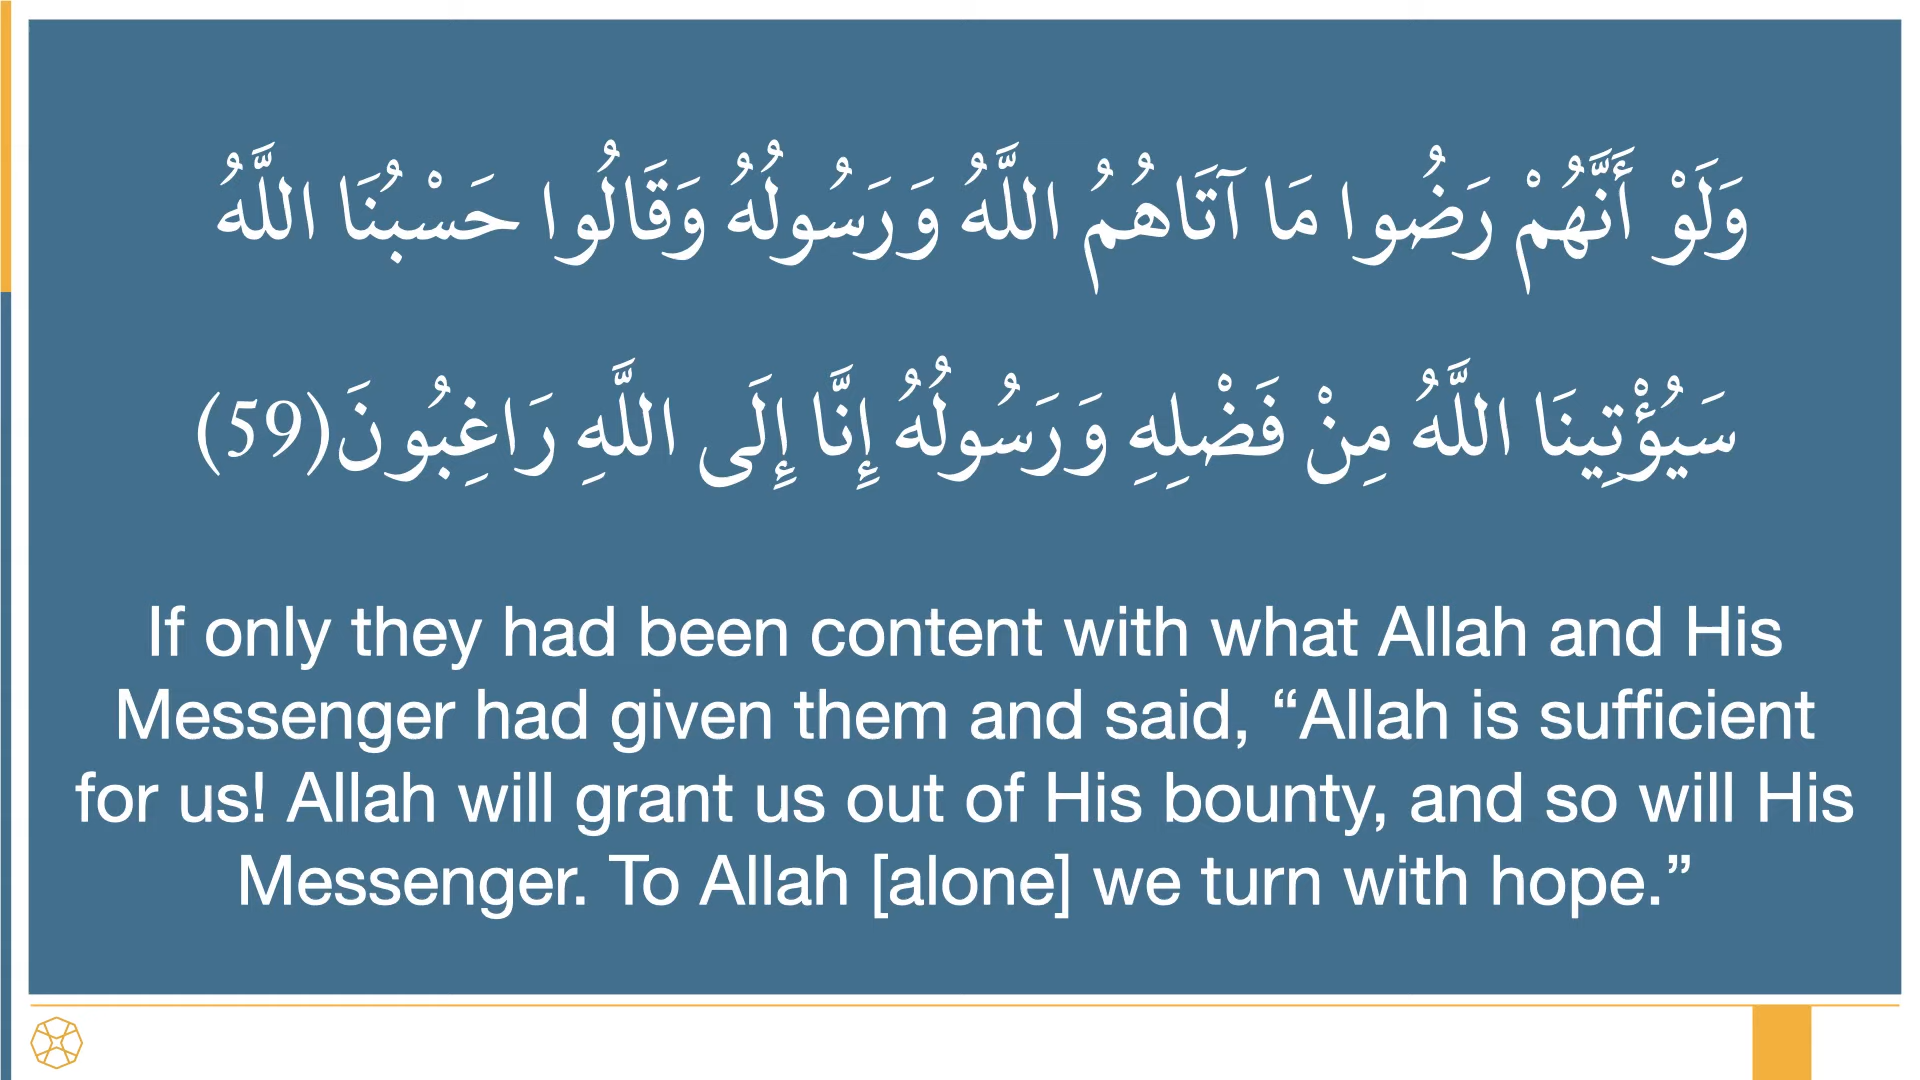 وَلَوْ أَنَّهُمْ رَضُوا مَا آتَاهُمُ اللَّهُ وَرَسُولُهُ وَقَالُوا حَسْبُنَا اللَّهُ
سَيُؤْتِينَا اللَّهُ مِنْ فَضْلِهِ وَرَسُولُهُ إِنَّا إِلَى اللَّهِ رَاغِبُونَ(59)
If only they had been content with what Allah and His
Messenger had given them and said, “Allah is sufficient
for us! Allah will grant us out of His bounty, and so will His
Messenger. To Allah [alone] we turn with hope.”